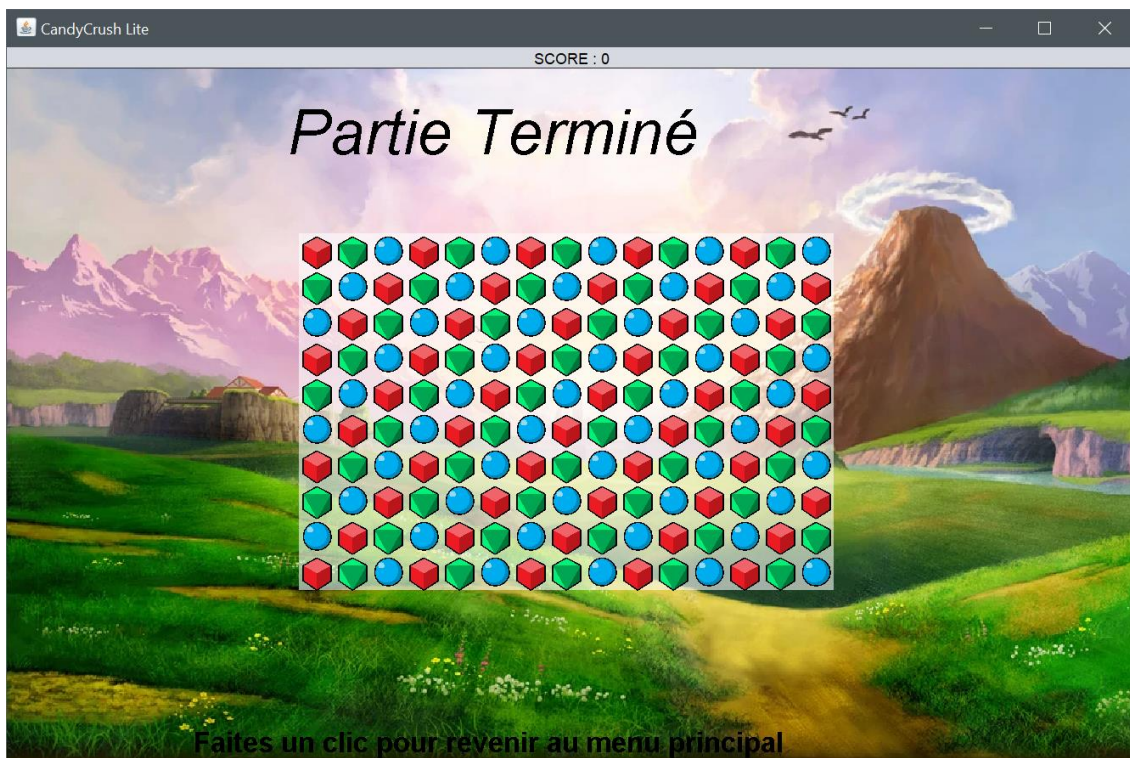 CandyCrush Lite
SCORE : 0
Partie Terminé
Faites un clic pour revenir au menu principal